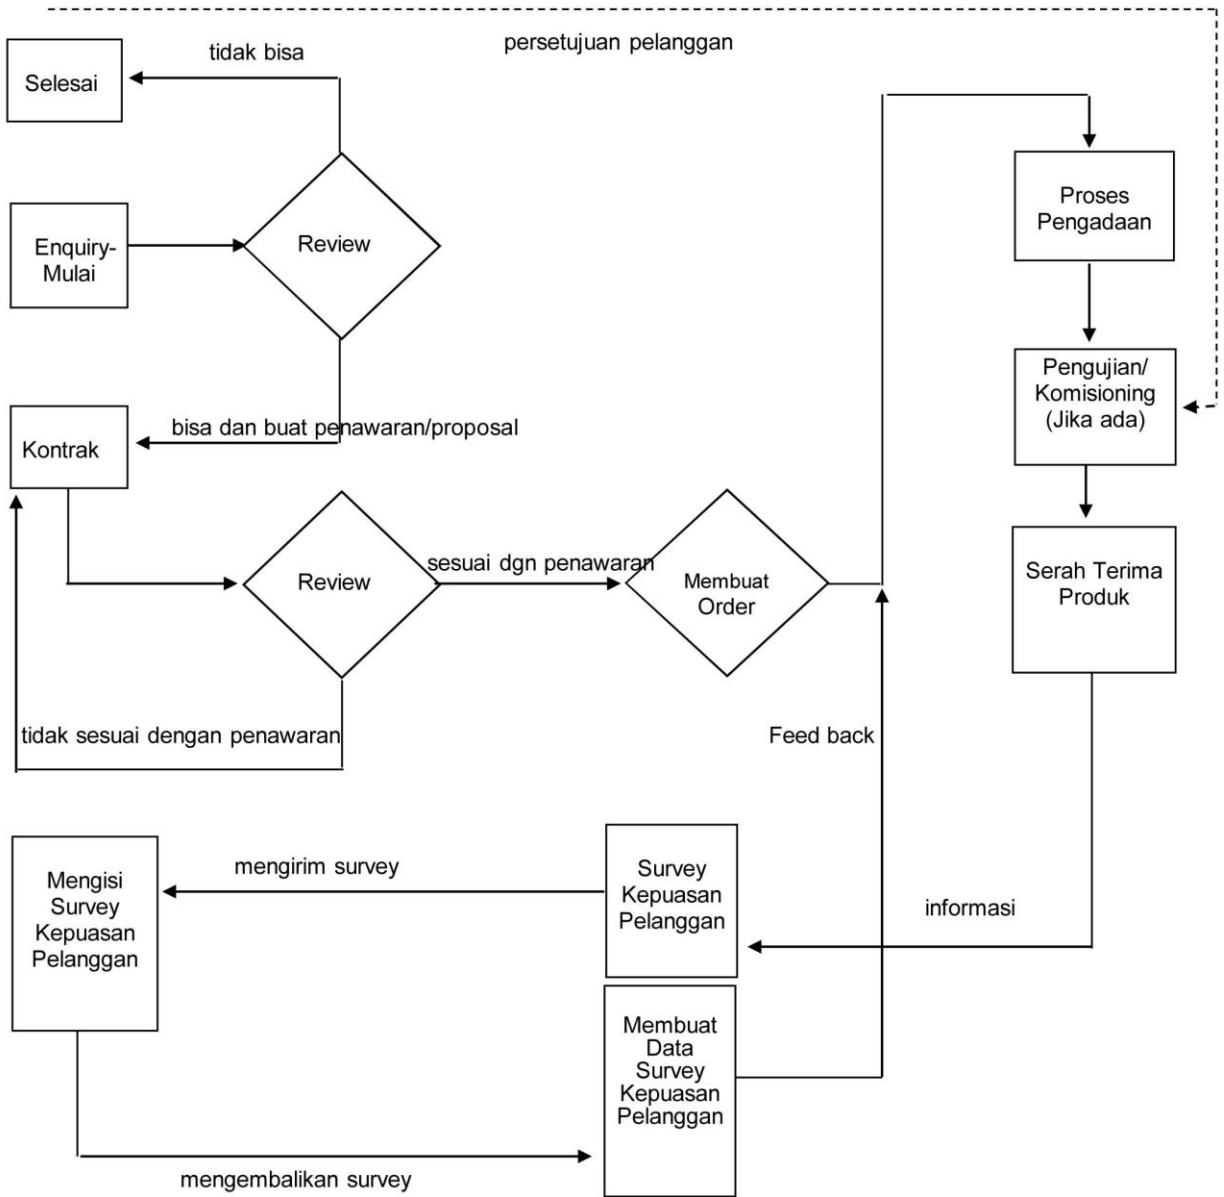 persetujuan pelanggan
tidak bisa
Selesai
Proses
Pengadaan
Enquiry-
Mulai
Review
Pengujian/
Komisioning
(Jika ada)
bisa dan buat penawaran/proposal
Kontrak
Review
sesuai dgn penawaran
Membuat
Order
Serah Terima
Produk
tidak sesuai dengan penawaran
Feed back
Mengisi
Survey
Kepuasan
Pelanggan
mengirim survey
Survey
Kepuasan
Pelanggan
informasi
Membuat
Data
Survey
Kepuasan
Pelanggan
mengembalikan survey